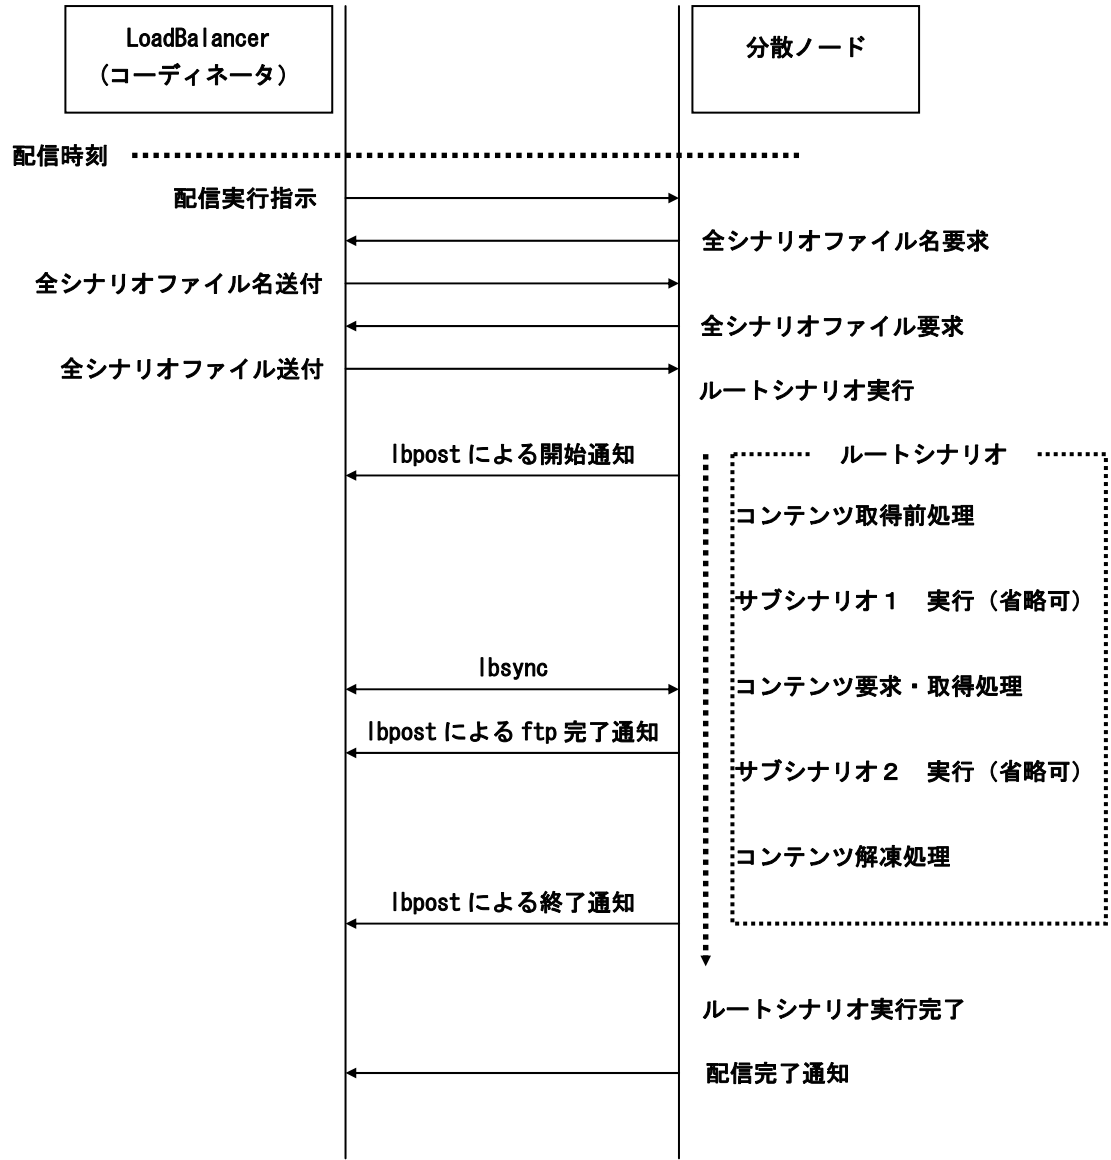 LoadBalancer
(コーディネータ)
分散ノード
配信時刻
配信実行指示
全シナリオファイル名要求
全シナリオファイル名送付
全シナリオファイル要求
全シナリオファイル送付
ルートシナリオ実行
lbpost による開始通知
ルートシナリオ
コンテンツ取得前処理
サブシナリオ1　実行(省略可)
lbsync
コンテンツ要求・取得処理
lbpost による ftp 完了通知
サブシナリオ2　実行(省略可)
コンテンツ解凍処理
lbpost による終了通知
ルートシナリオ実行完了
配信完了通知